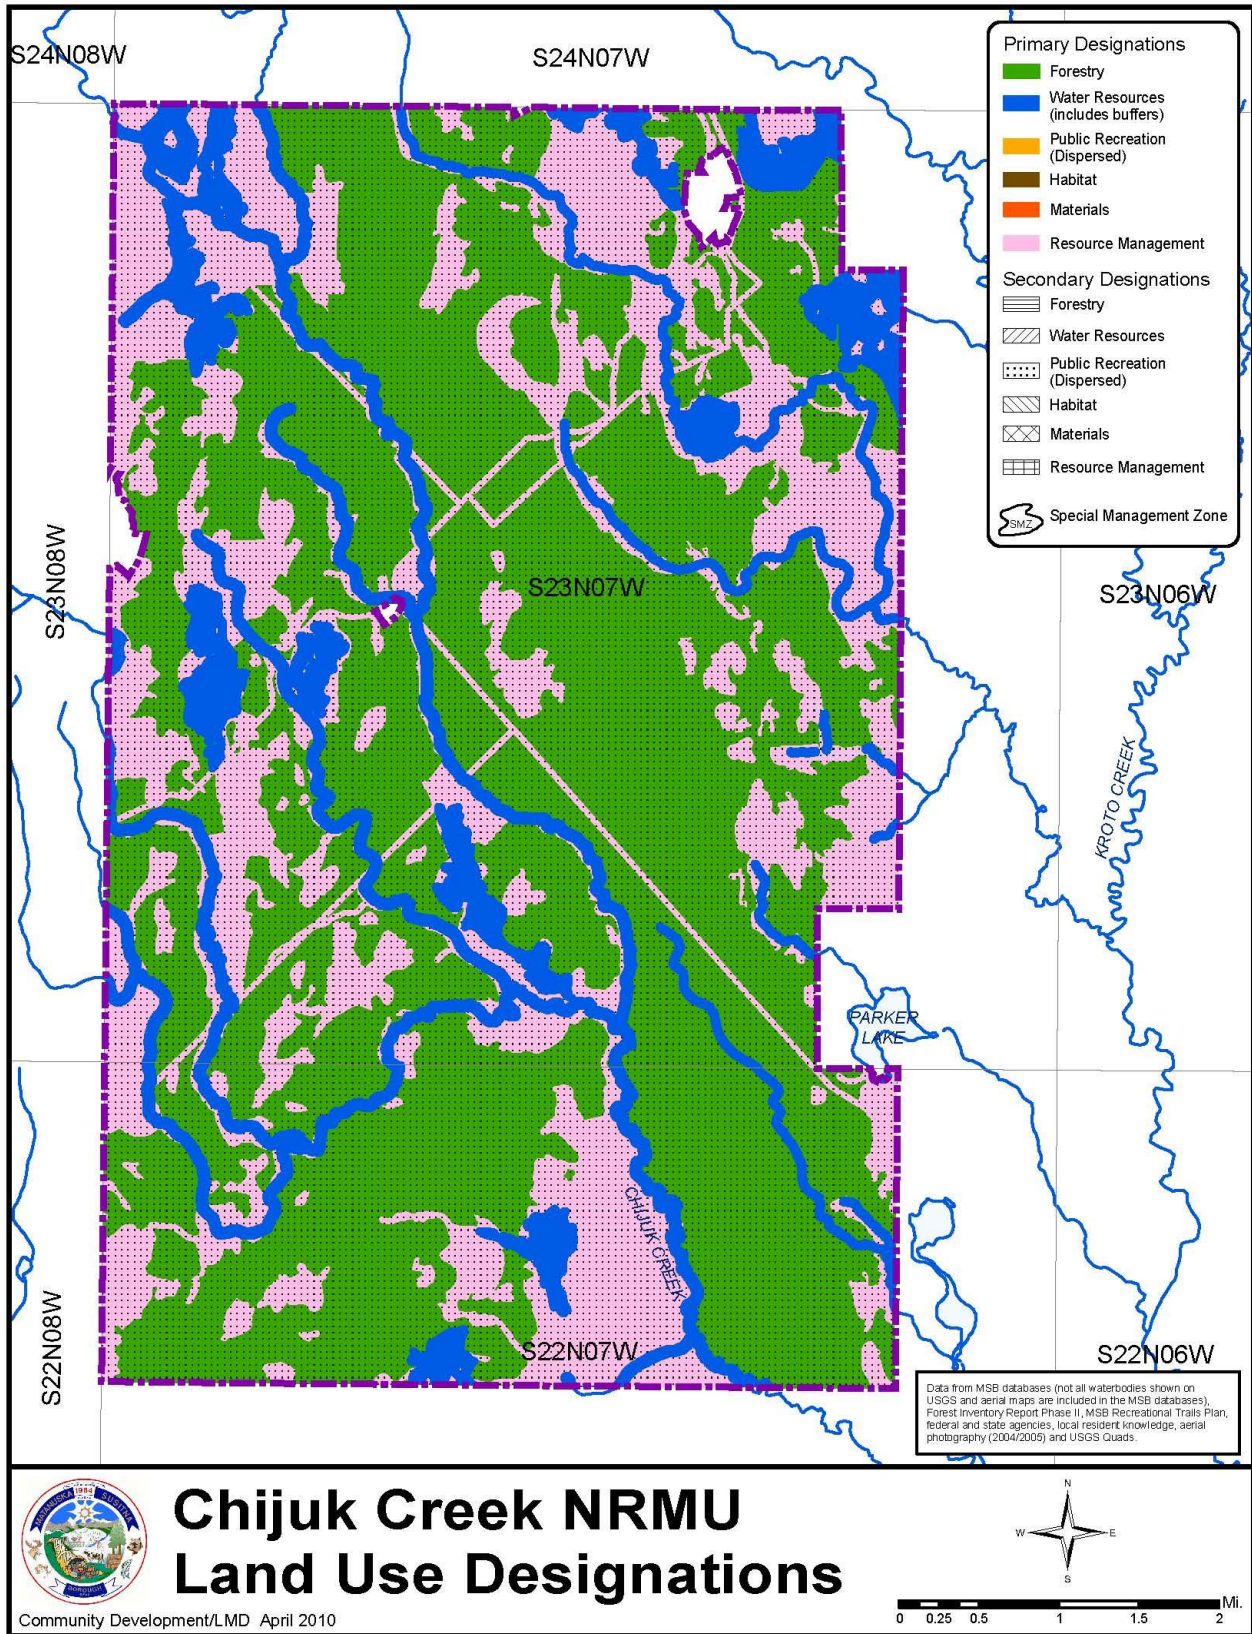 S24N08W
S24N07W
Primary Designations
Forestry
Water Resources
(includes buffers)
Public Recreation
(Dispersed)
Habitat
Materials
Resource Management
Secondary Designations
Forestry
Water Resources
Public Recreation
(Dispersed)
Habitat
Materials
Resource Management
SMZ
Special Management Zone
S23N08W
S23N07W
S23N06W
KROTO CREEK
PARKER
LAKE
CHIJUK CREEK
S22N08W
S22N07W
S22N06W
Data from MSB databases (not all waterbodies shown on
USGS and aerial maps are included in the MSB databases),
Forest Inventory Report Phase II, MSB Recreational Trails Plan,
federal and state agencies, local resident knowledge, aerial
photography (2004/2005) and USGS Quads.
MATANUSKA
1964
SUSITNA
BOROUGH
Chijuk Creek NRMU
Land Use Designations
Community Development/LMD April 2010
N
W
E
S
Mi.
0 0.25 0.5 1 1.5 2